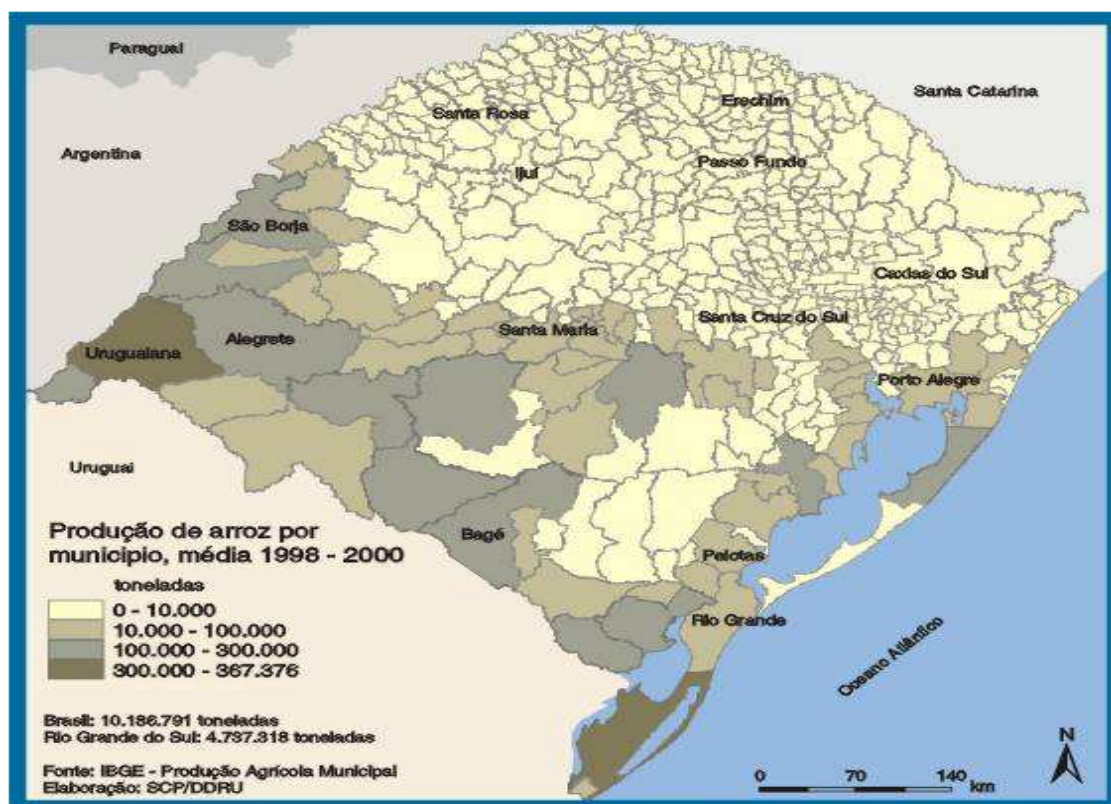 Paraguai
Santa Catarina
Erechim
Santa Rosa
Argentina
Passo Fundo
Ijuí
São Borja
Caxias do Sul
Santa Maria
Santa Cruz do Sul
Alegrete
Uruguaiana
Porto Alegre
Uruguai
Bagé
Pelotas
Rio Grande
Oceano Atlântico
Produção de arroz por
municipio, média 1998 - 2000
toneladas
0 - 10.000
10.000 - 100.000
100.000 - 300.000
300.000 - 367.376
Brasil: 10.186.791 toneladas
Rio Grande do Sul: 4.737.318 toneladas
Fonte: IBGE - Produção Agrícola Municipal
Elaboração: SCP/DDRU
N
0 70 140
km